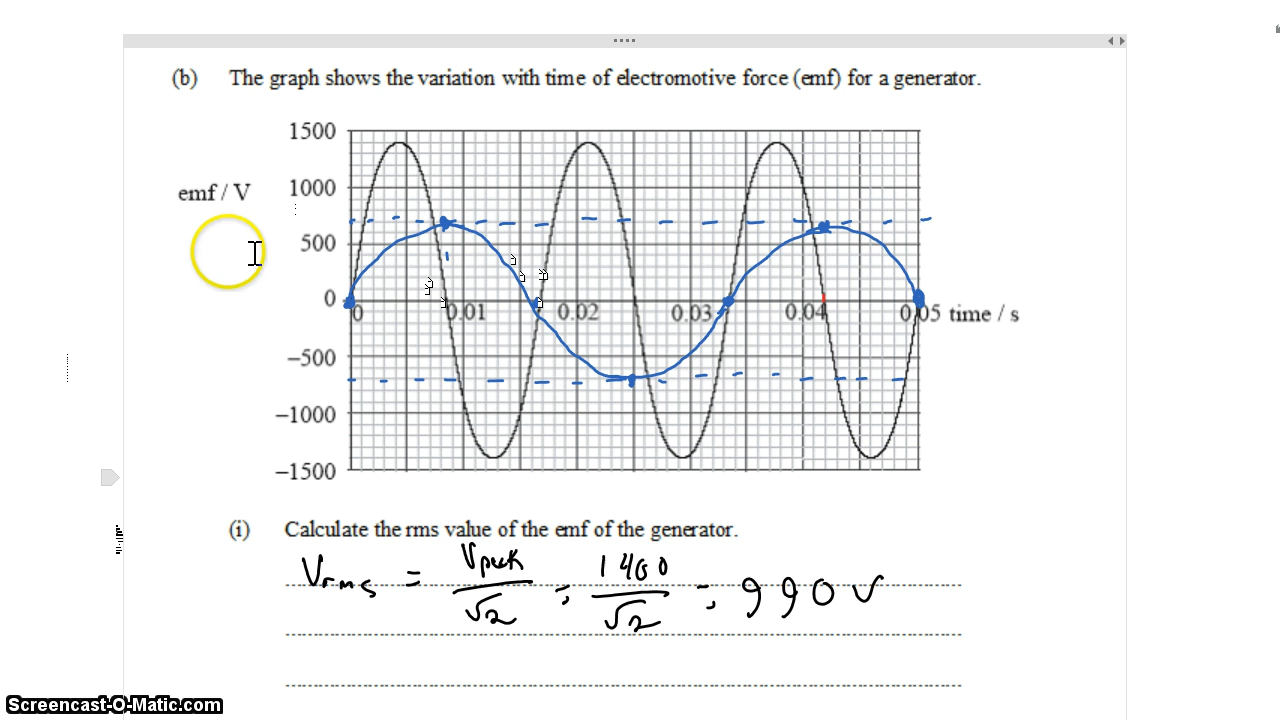 (b) The graph shows the variation with time of electromotive force (emf) for a generator.
1500
emf / V 1000
500
0
0 0.01 0.02 0.03 0.04 0.05 time / s
−500
−1000
−1500
(i) Calculate the rms value of the emf of the generator.
Vrms = Vpeak/√2 = 1400/√2 = 990 V
Screencast-O-Matic.com